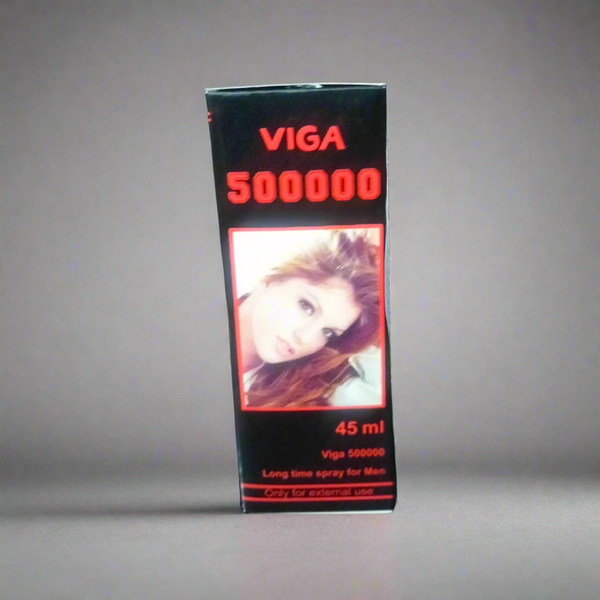 VIGA
500000
45 ml
Viga 500000
Long time spray for Men
Only for external use